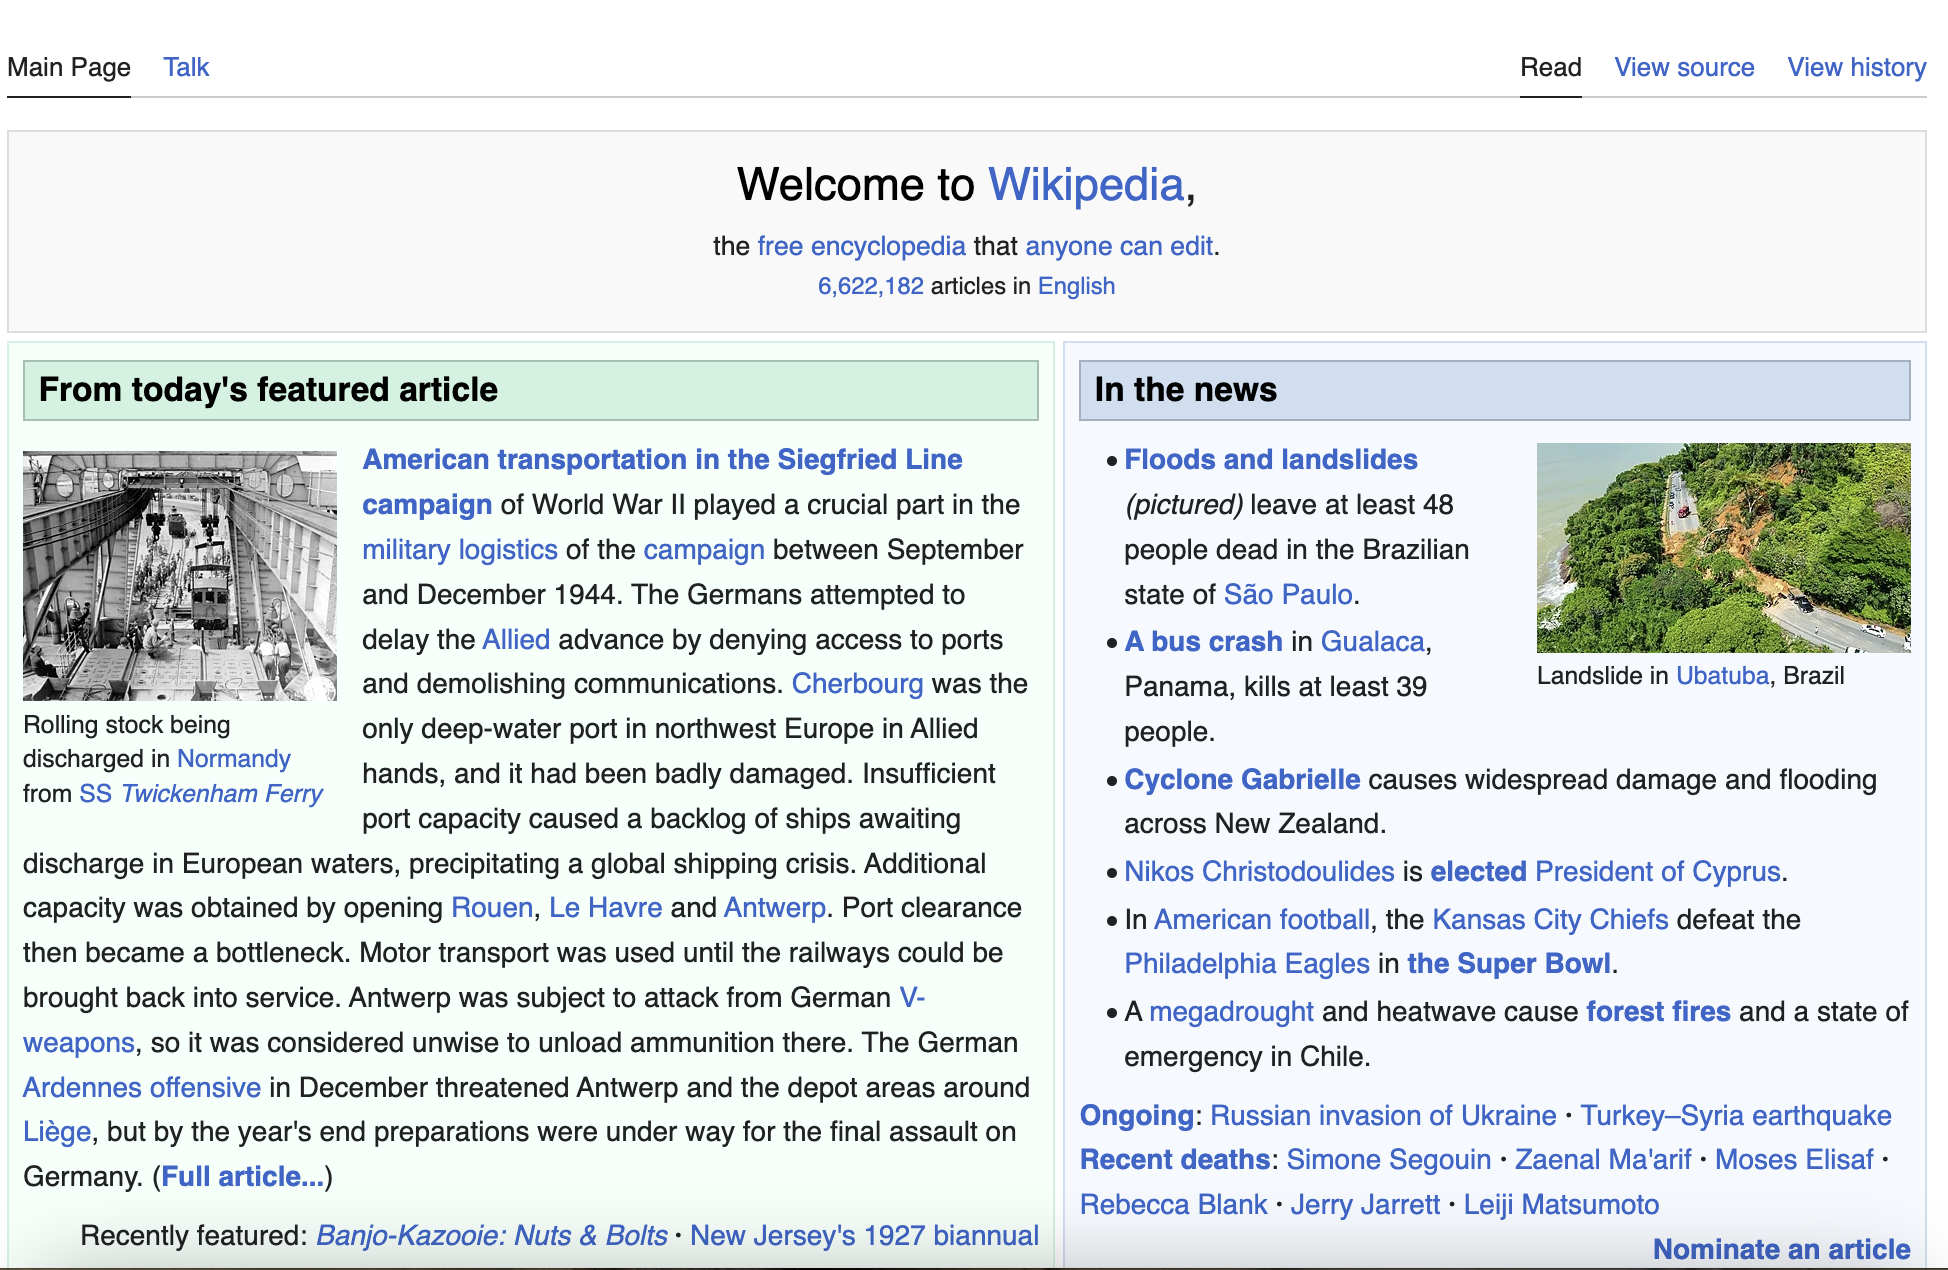 Main Page Talk Read View source View history
Welcome to Wikipedia,
the free encyclopedia that anyone can edit.
6,622,182 articles in English
From today's featured article
American transportation in the Siegfried Line
campaign of World War II played a crucial part in the
military logistics of the campaign between September
and December 1944. The Germans attempted to
delay the Allied advance by denying access to ports
and demolishing communications. Cherbourg was the
only deep-water port in northwest Europe in Allied
hands, and it had been badly damaged. Insufficient
port capacity caused a backlog of ships awaiting
Rolling stock being
discharged in Normandy
from SS Twickenham Ferry
discharge in European waters, precipitating a global shipping crisis. Additional
capacity was obtained by opening Rouen, Le Havre and Antwerp. Port clearance
then became a bottleneck. Motor transport was used until the railways could be
brought back into service. Antwerp was subject to attack from German V-
weapons, so it was considered unwise to unload ammunition there. The German
Ardennes offensive in December threatened Antwerp and the depot areas around
Liège, but by the year's end preparations were under way for the final assault on
Germany. (Full article...)
Recently featured: Banjo-Kazooie: Nuts & Bolts · New Jersey's 1927 biannual
In the news
• Floods and landslides
(pictured) leave at least 48
people dead in the Brazilian
state of São Paulo.
Landslide in Ubatuba, Brazil
• A bus crash in Gualaca,
Panama, kills at least 39
people.
• Cyclone Gabrielle causes widespread damage and flooding
across New Zealand.
• Nikos Christodoulides is elected President of Cyprus.
• In American football, the Kansas City Chiefs defeat the
Philadelphia Eagles in the Super Bowl.
• A megadrought and heatwave cause forest fires and a state of
emergency in Chile.
Ongoing: Russian invasion of Ukraine · Turkey–Syria earthquake
Recent deaths: Simone Segouin · Zaenal Ma'arif · Moses Elisaf ·
Rebecca Blank · Jerry Jarrett · Leiji Matsumoto
Nominate an article